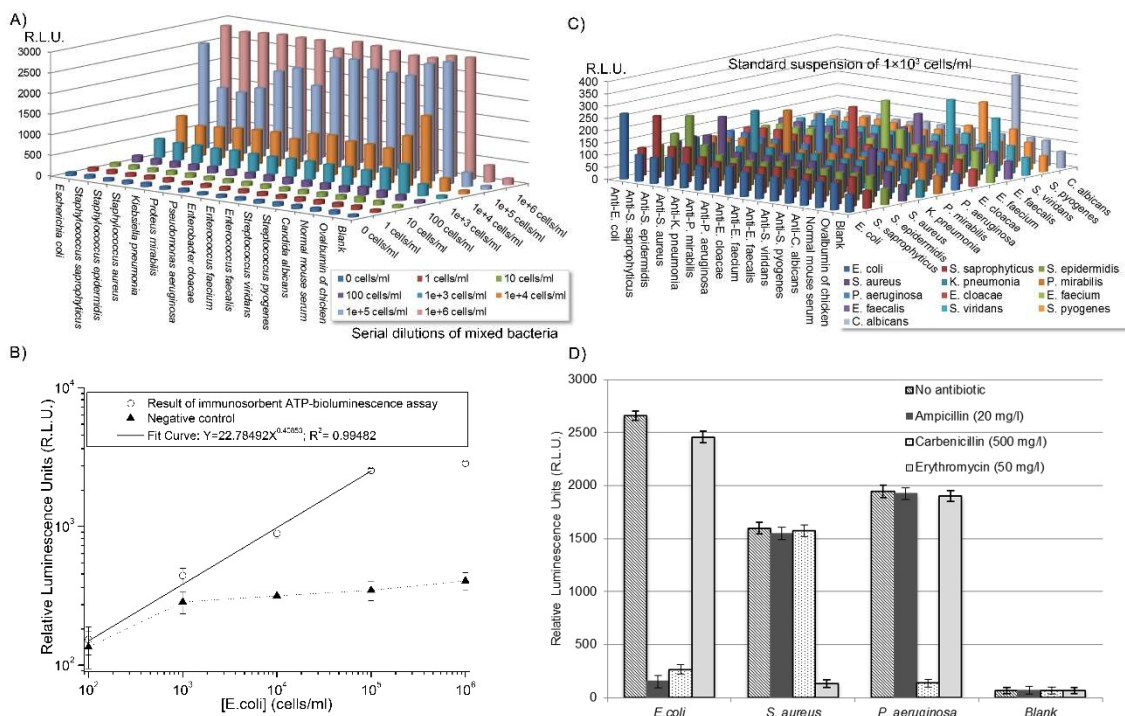 A)
R.L.U.
3000
2500
2000
1500
1000
500
0
Escherichia coli
Staphylococcus saprophyticus
Staphylococcus epidermidis
Staphylococcus aureus
Klebsiella pneumonia
Proteus mirabilis
Pseudomonas aeruginosa
Enterobacter cloacae
Enterococcus faecium
Enterococcus faecalis
Streptococcus viridans
Streptococcus pyogenes
Candida albicans
Normal mouse serum
Ovalbumin of chicken
Blank
0 cells/ml
1 cells/ml
10 cells/ml
100 cells/ml
1e+3 cells/ml
1e+4 cells/ml
1e+5 cells/ml
1e+6 cells/ml
0 cells/ml 1 cells/ml 10 cells/ml
100 cells/ml 1e+3 cells/ml 1e+4 cells/ml
1e+5 cells/ml 1e+6 cells/ml
Serial dilutions of mixed bacteria
C)
R.L.U.
Standard suspension of 1×10³ cells/ml
400
350
300
250
200
150
100
50
0
Anti-E. coli
Anti-S. saprophyticus
Anti-S. epidermidis
Anti-S. aureus
Anti-K. pneumonia
Anti-P. mirabilis
Anti-P. aeruginosa
Anti-E. cloacae
Anti-E. faecium
Anti-E. faecalis
Anti-S. viridans
Anti-S. pyogenes
Anti-C. albicans
Normal mouse serum
Ovalbumin of chicken
Blank
E. coli
S. saprophyticus
S. epidermidis
S. aureus
K. pneumonia
P. mirabilis
P. aeruginosa
E. cloacae
E. faecium
E. faecalis
S. viridans
S. pyogenes
C. albicans
E. coli S. saprophyticus S. epidermidis
S. aureus K. pneumonia P. mirabilis
P. aeruginosa E. cloacae E. faecium
E. faecalis S. viridans S. pyogenes
C. albicans
B)
Relative Luminescence Units (R.L.U.)
10⁴
10³
10²
Result of immunosorbent ATP-bioluminescence assay
Negative control
Fit Curve: Y=22.78492X^; R²= 0.99482
10² 10³ 10⁴ 10⁵ 10⁶
[E.coli] (cells/ml)
D)
Relative Luminescence Units (R.L.U.)
3000
2500
2000
1500
1000
500
0
No antibiotic
Ampicillin (20 mg/l)
Carbenicillin (500 mg/l)
Erythromycin (50 mg/l)
E.coli S. aureus P. aeruginosa Blank